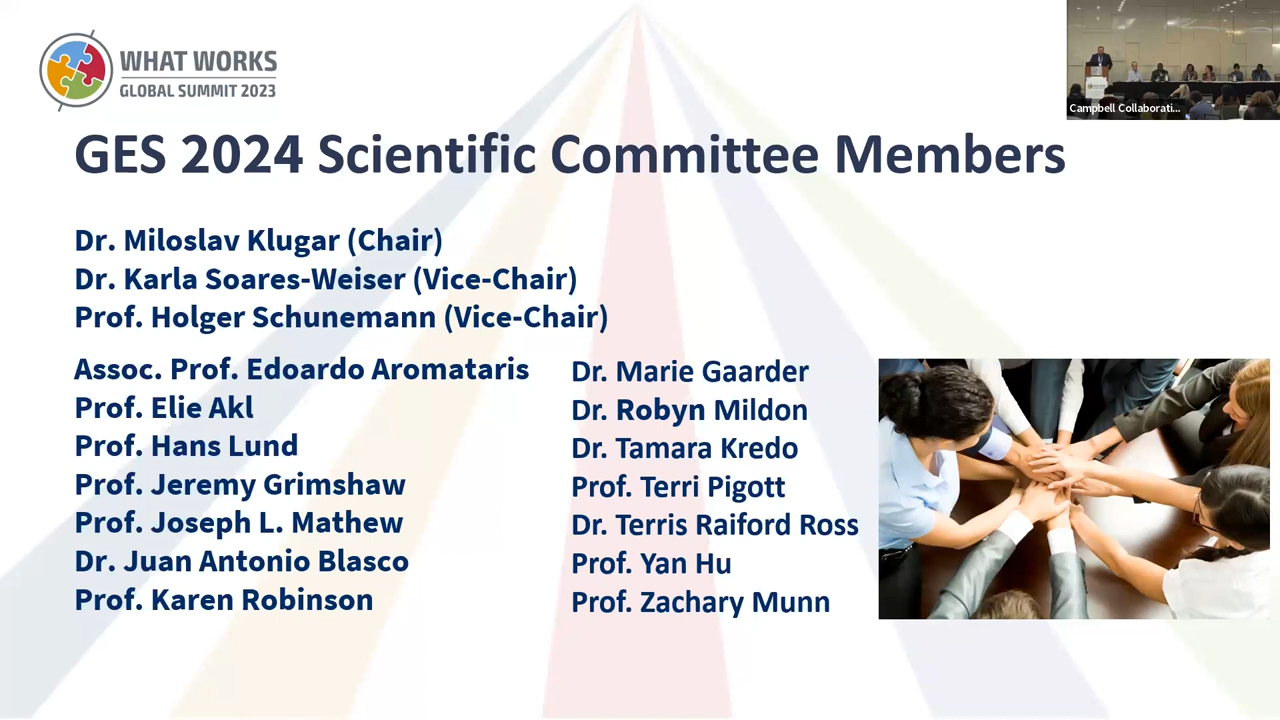 WHAT WORKS
GLOBAL SUMMIT 2023
Campbell Collaborati...
GES 2024 Scientific Committee Members
Dr. Miloslav Klugar (Chair)
Dr. Karla Soares-Weiser (Vice-Chair)
Prof. Holger Schunemann (Vice-Chair)
Assoc. Prof. Edoardo Aromataris
Prof. Elie Akl
Prof. Hans Lund
Prof. Jeremy Grimshaw
Prof. Joseph L. Mathew
Dr. Juan Antonio Blasco
Prof. Karen Robinson
Dr. Marie Gaarder
Dr. Robyn Mildon
Dr. Tamara Kredo
Prof. Terri Pigott
Dr. Terris Raiford Ross
Prof. Yan Hu
Prof. Zachary Munn